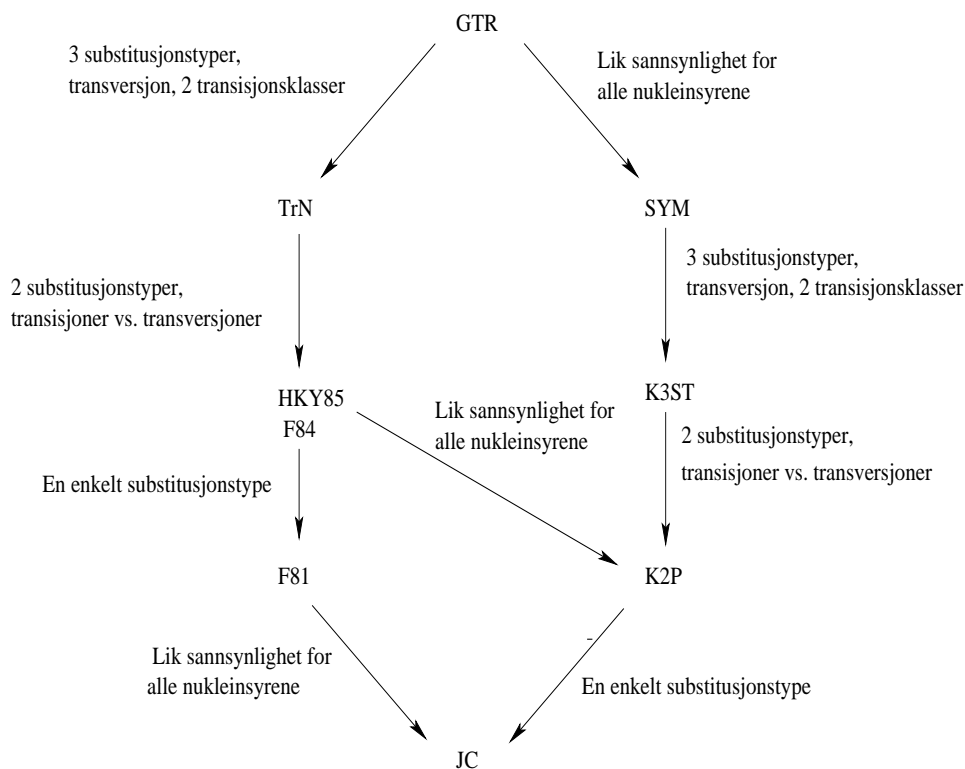 GTR
3 substitusjonstyper,
transversjon, 2 transisjonsklasser
Lik sannsynlighet for
alle nukleinsyrene
TrN
SYM
2 substitusjonstyper,
transisjoner vs. transversjoner
3 substitusjonstyper,
transversjon, 2 transisjonsklasser
HKY85
F84
K3ST
Lik sannsynlighet for
alle nukleinsyrene
2 substitusjonstyper,
transisjoner vs. transversjoner
En enkelt substitusjonstype
F81
K2P
Lik sannsynlighet for
alle nukleinsyrene
-
En enkelt substitusjonstype
JC